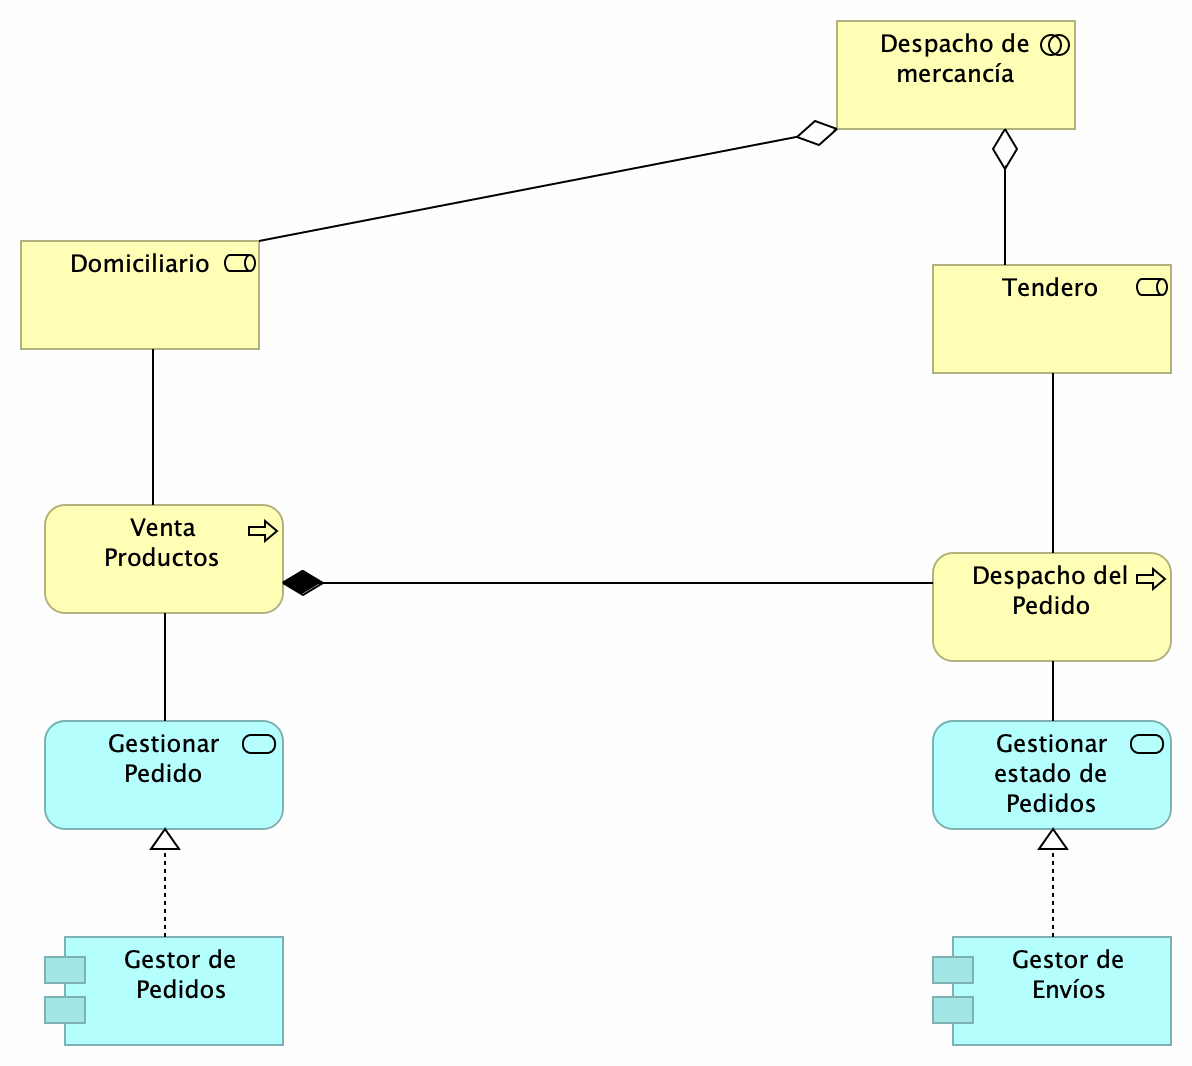 Despacho de
mercancía
Domiciliario
Tendero
Venta
Productos
Despacho del
Pedido
Gestionar
Pedido
Gestionar
estado de
Pedidos
Gestor de
Pedidos
Gestor de
Envíos